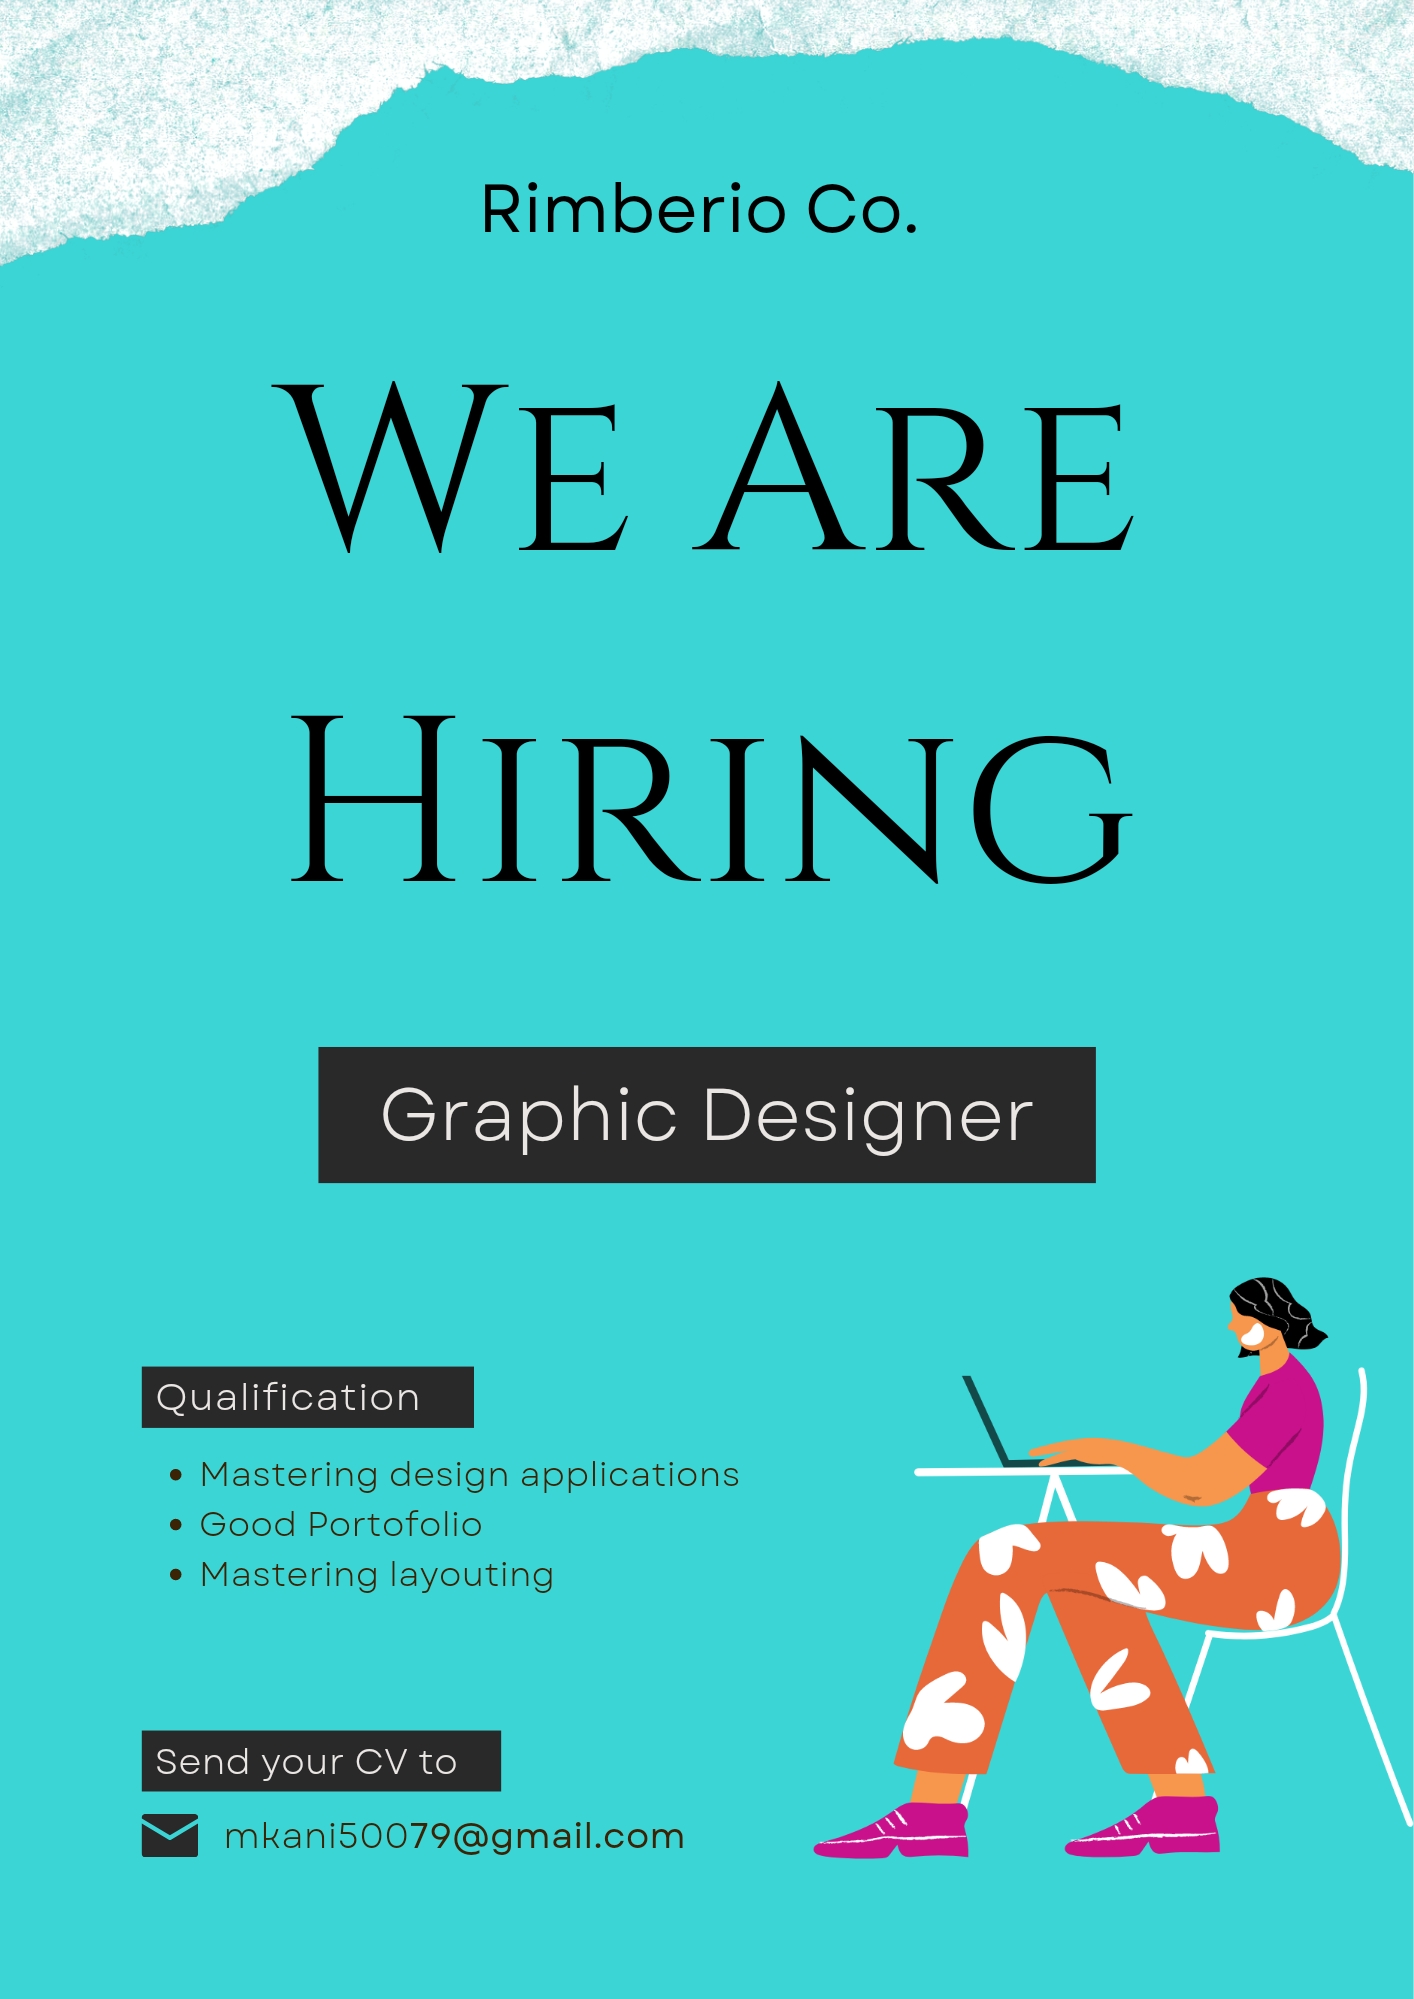 Rimberio Co.
We Are
Hiring
Graphic Designer
Qualification
• Mastering design applications
• Good Portofolio
• Mastering layouting
Send your CV to
mkani50079@gmail.com